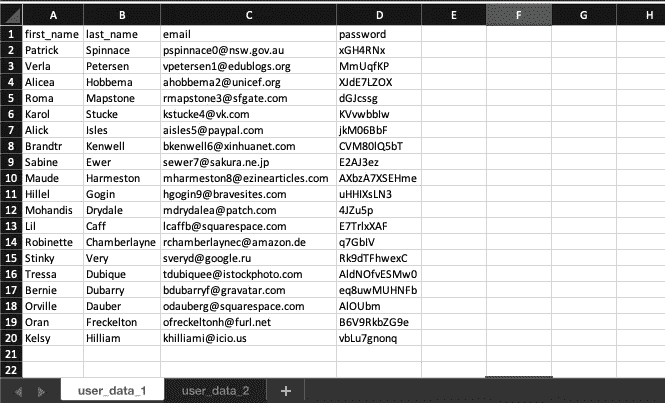 A B C D E F G H
1 first_name last_name email password
2 Patrick Spinnace pspinnace0@nsw.gov.au xGH4RNx
3 Verla Petersen vpetersen1@edublogs.org MmUqfKP
4 Alicea Hobbema ahobbema2@unicef.org XJdE7LZOX
5 Roma Mapstone rmapstone3@sfgate.com dGJcssg
6 Karol Stucke kstucke4@vk.com KVvwbblw
7 Alick Isles aisles5@paypal.com jkM06BbF
8 Brandtr Kenwell bkenwell6@xinhuanet.com CVM80lQ5bT
9 Sabine Ewer sewer7@sakura.ne.jp E2AJ3ez
10 Maude Harmeston mharmeston8@ezinearticles.com AXbzA7XSEHme
11 Hillel Gogin hgogin9@bravesites.com uHHIXsLN3
12 Mohandis Drydale mdrydalea@patch.com 4JZu5p
13 Lil Caff lcaffb@squarespace.com E7TrIxXAF
14 Robinette Chamberlayne rchamberlaynec@amazon.de q7GbIV
15 Stinky Very sveryd@google.ru Rk9dTFhwexC
16 Tressa Dubique tdubiquee@istockphoto.com AldNOfvESMw0
17 Bernie Dubarry bdubarryf@gravatar.com eq8uwMUHNFb
18 Orville Dauber odauberg@squarespace.com AlOUbm
19 Oran Freckelton ofreckeltonh@furl.net B6V9RkbZG9e
20 Kelsy Hilliam khilliami@icio.us vbLu7gnonq
21
22
user_data_1 user_data_2 +